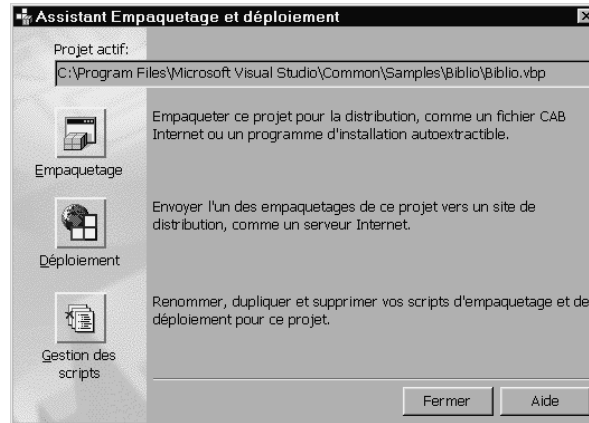 Assistant Empaquetage et déploiement
Projet actif:
C:\Program Files\Microsoft Visual Studio\Common\Samples\Biblio\Biblio.vbp
Empaqueter ce projet pour la distribution, comme un fichier CAB
Internet ou un programme d'installation autoextractible.
Empaquetage
Envoyer l'un des empaquetages de ce projet vers un site de
distribution, comme un serveur Internet.
Déploiement
Renommer, dupliquer et supprimer vos scripts d'empaquetage et de
déploiement pour ce projet.
Gestion des
scripts
Fermer
Aide